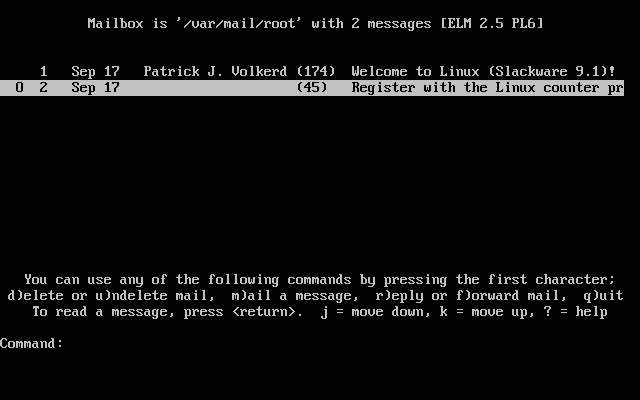 Mailbox is '/var/mail/root' with 2 messages [ELM 2.5 PL6]
1 Sep 17 Patrick J. Volkerd (174) Welcome to Linux (Slackware 9.1)!
O 2 Sep 17 (45) Register with the Linux counter pr
You can use any of the following commands by pressing the first character;
d)elete or u)ndelete mail, m)ail a message, r)eply or f)orward mail, q)uit
To read a message, press <return>. j = move down, k = move up, ? = help
Command: